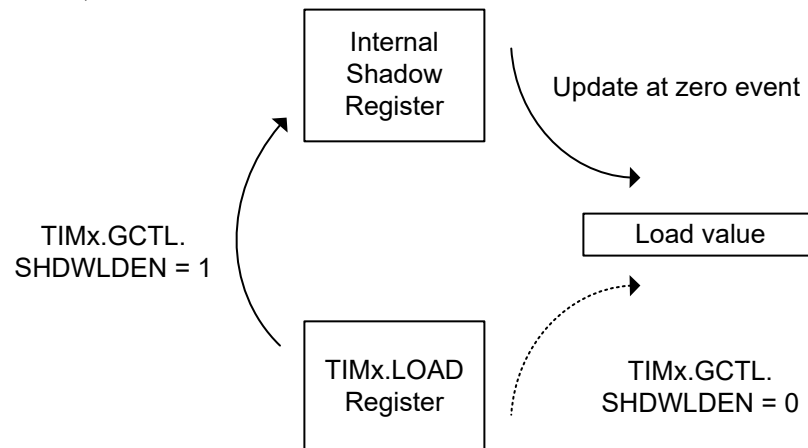 Internal
Shadow
Register
Update at zero event
TIMx.GCTL.
SHDWLDEN = 1
Load value
TIMx.LOAD
Register
TIMx.GCTL.
SHDWLDEN = 0